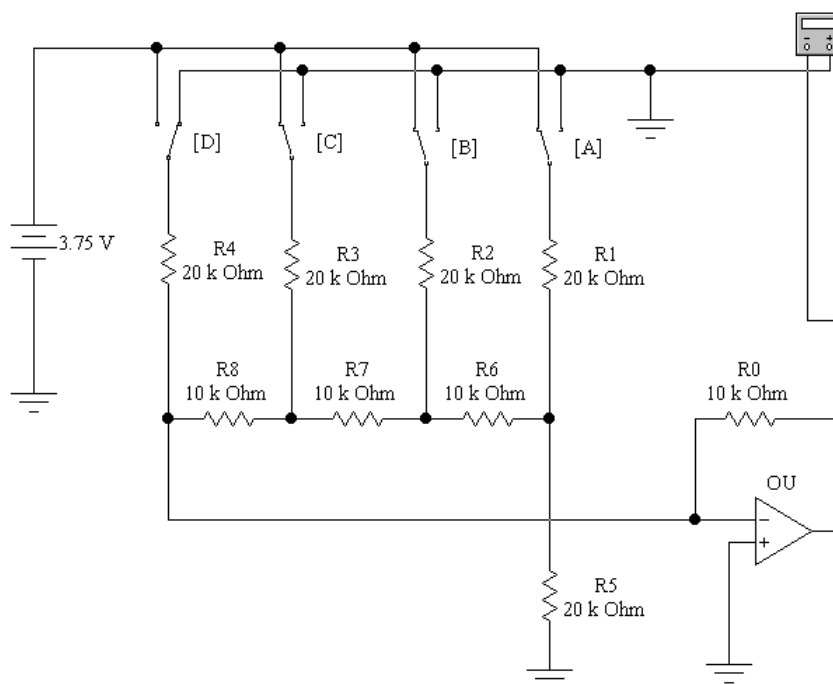 - +
[D] [C] [B] [A]
3.75 V
R4
20 k Ohm
R3
20 k Ohm
R2
20 k Ohm
R1
20 k Ohm
R8
10 k Ohm
R7
10 k Ohm
R6
10 k Ohm
R0
10 k Ohm
OU
-
+
R5
20 k Ohm